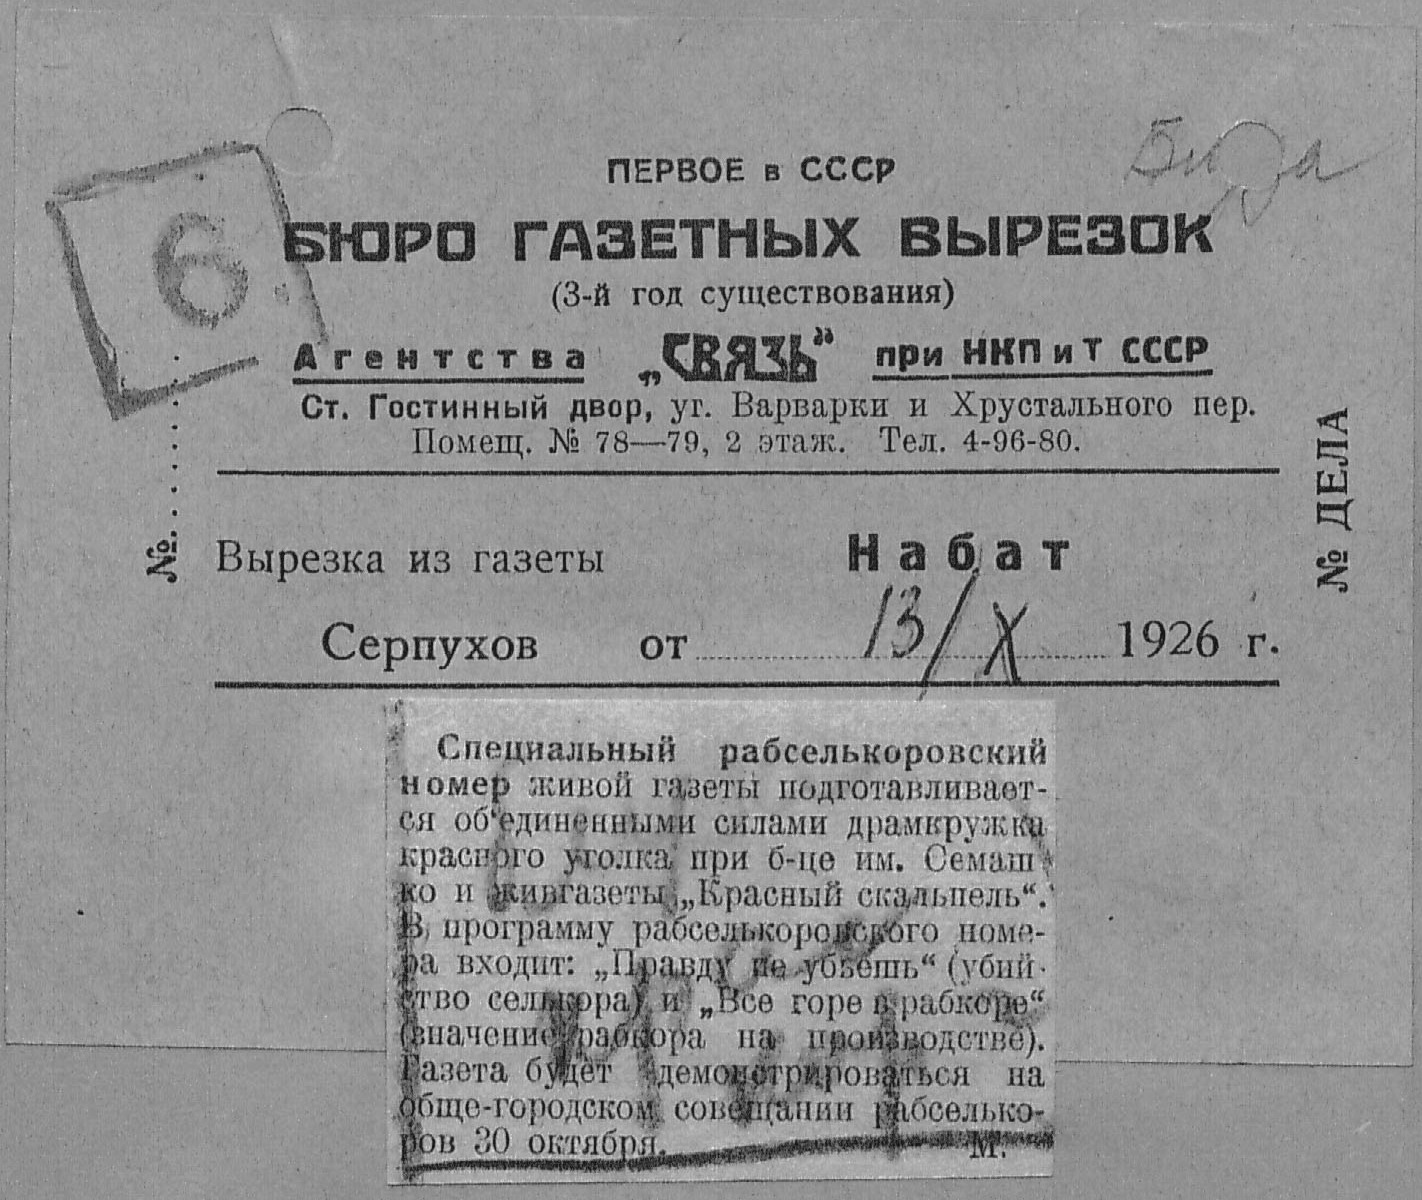 6
ПЕРВОЕ в СССР
БЮРО ГАЗЕТНЫХ ВЫРЕЗОК
(3-й год существования)
Агентства „СВЯЗЬ“ при НКП и Т СССР
Ст. Гостинный двор, уг. Варварки и Хрустального пер.
Помещ. № 78—79, 2 этаж. Тел. 4-96-80.
№.......
№ ДЕЛА
Вырезка из газеты Набат
Серпухов от 13/X 1926 г.
Специальный рабселькоровский
номер живой газеты подготавливает-
ся об'единенными силами драмкружка
красного уголка при б-це им. Семаш
ко и живгазеты „Красный скальпель“.
В программу рабселькоровского номе-
ра входит: „Правду не убьешь“ (убий-
ство селькора) и „Все горе в рабкоре“
(значение рабкора на производстве).
Газета будет демонстрироваться на
обще-городском совещании рабселько-
ров 30 октября. М.